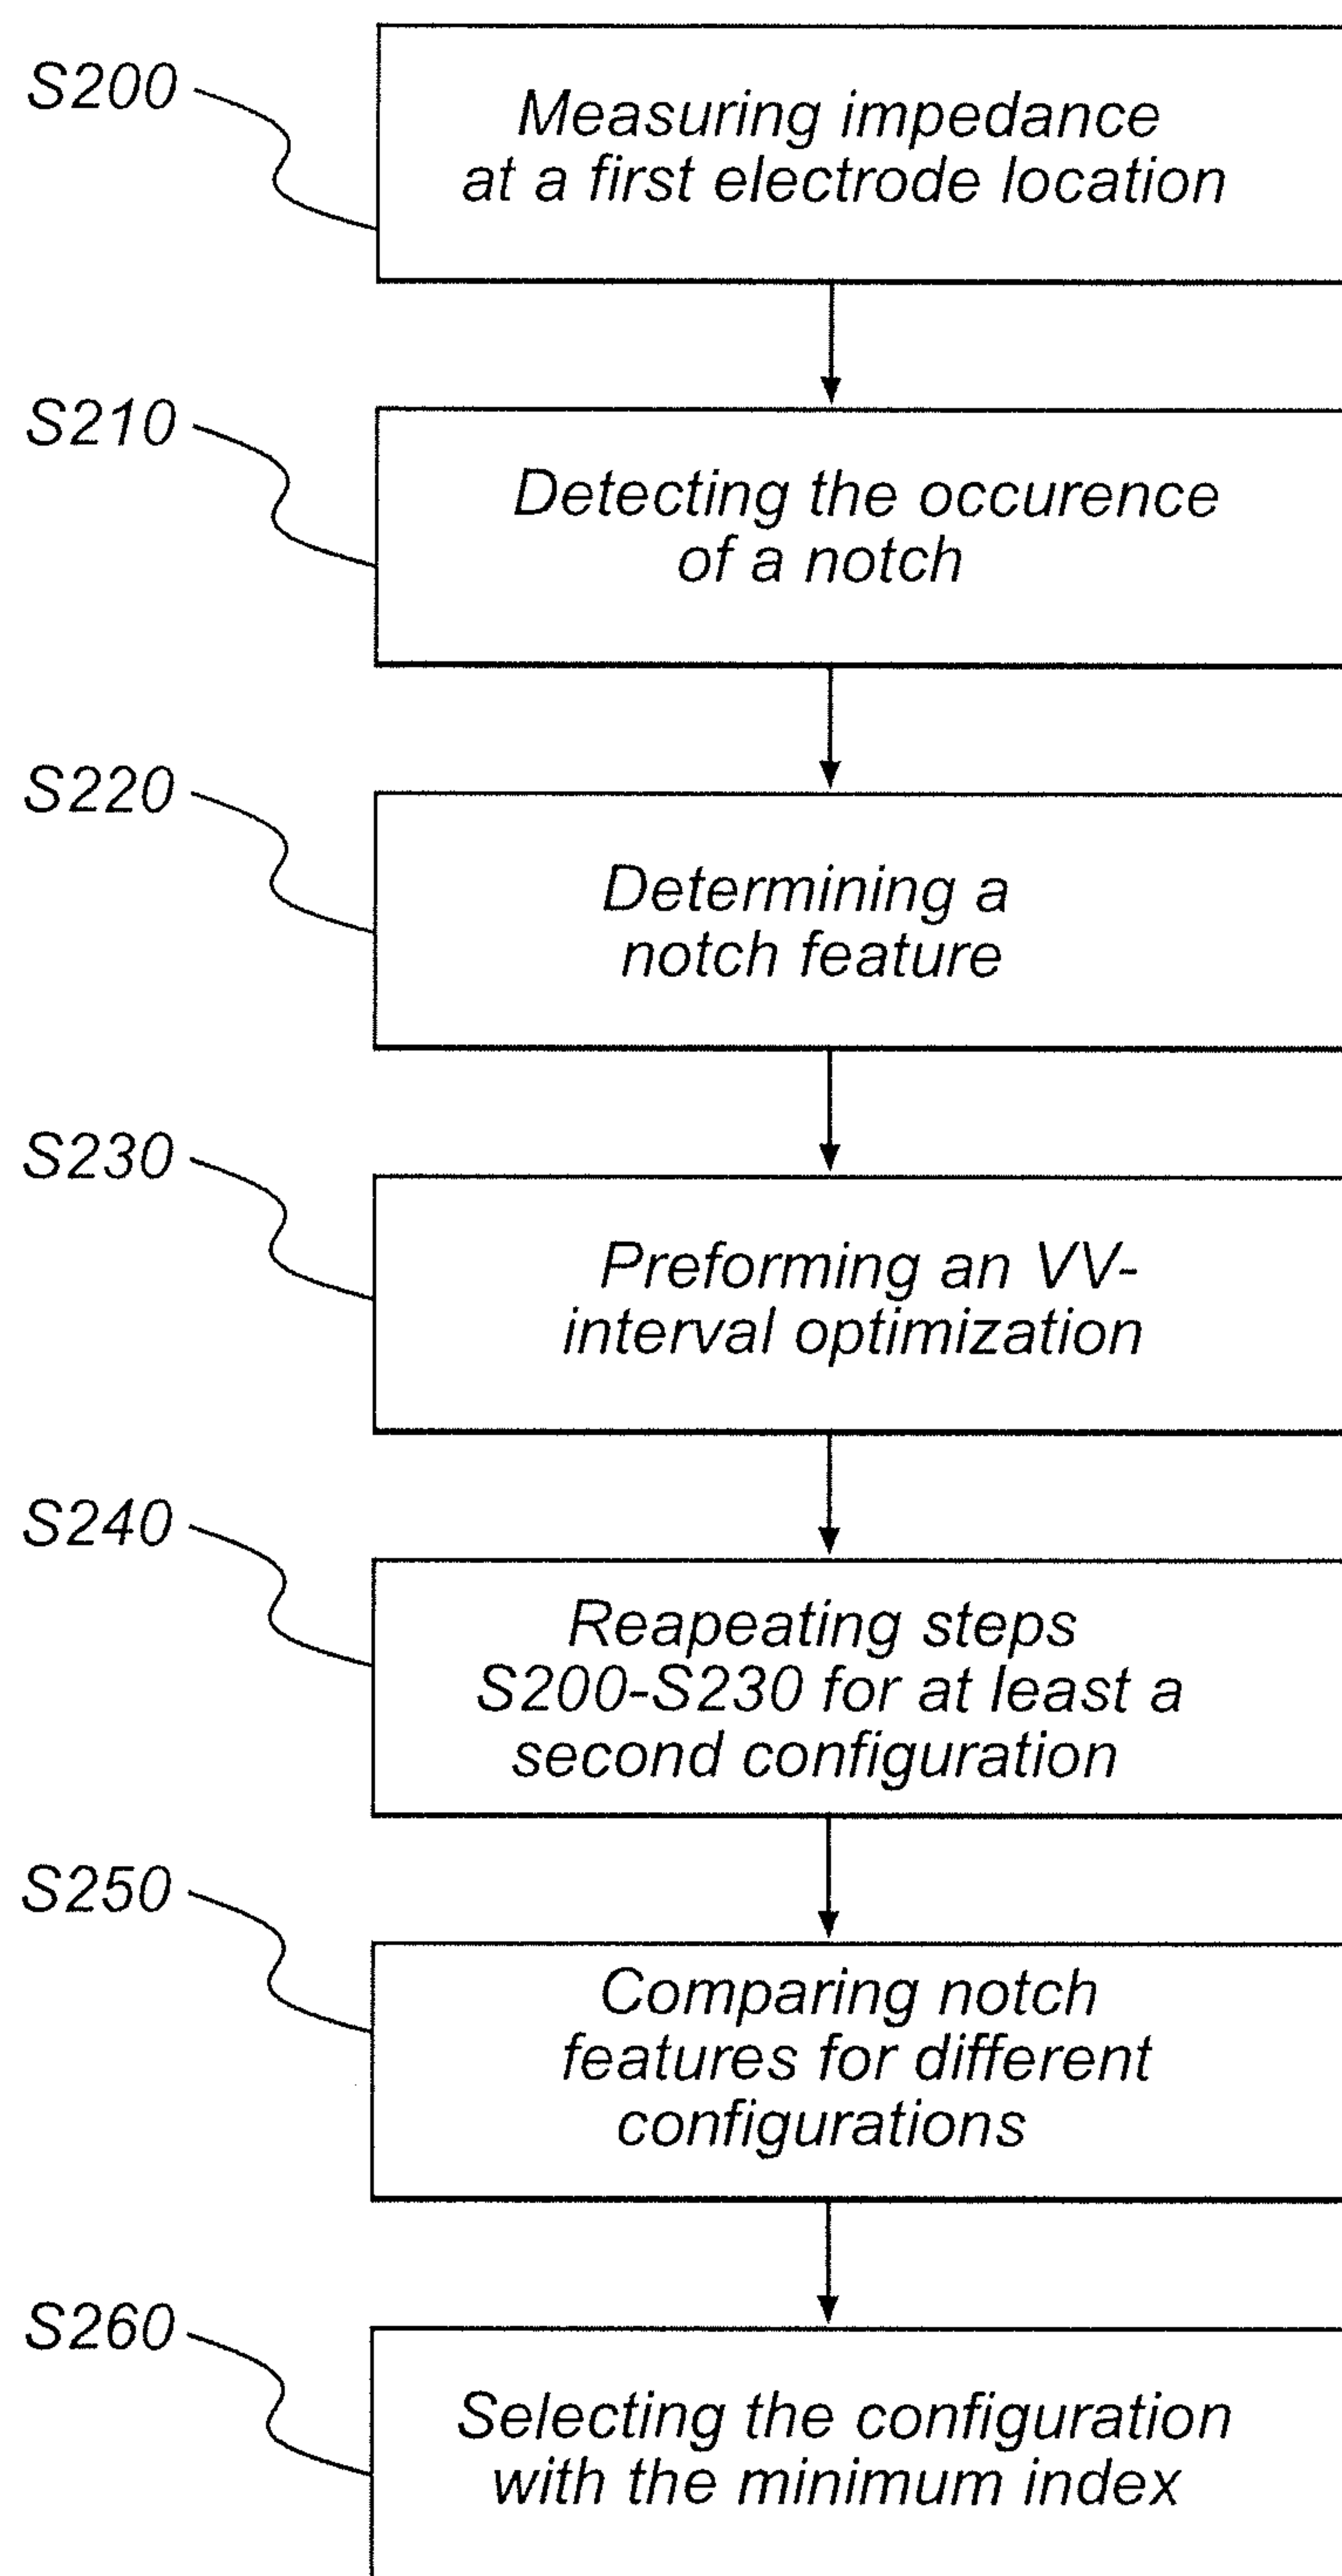 S200
Measuring impedance
at a first electrode location
S210
Detecting the occurence
of a notch
S220
Determining a
notch feature
S230
Preforming an VV-
interval optimization
S240
Reapeating steps
S200-S230 for at least a
second configuration
S250
Comparing notch
features for different
configurations
S260
Selecting the configuration
with the minimum index